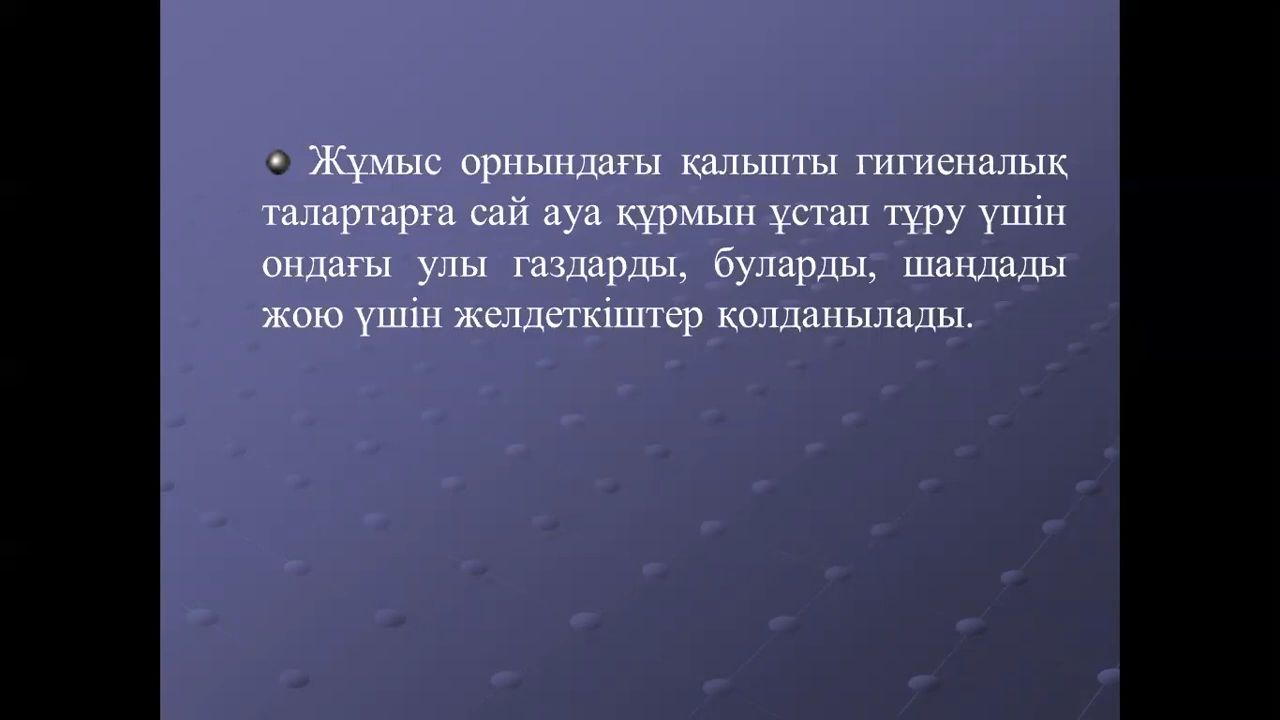 Жұмыс орнындағы қалыпты гигиеналық
талартарға сай ауа құрмын ұстап тұру үшін
ондағы улы газдарды, буларды, шаңдады
жою үшін желдеткіштер қолданылады.